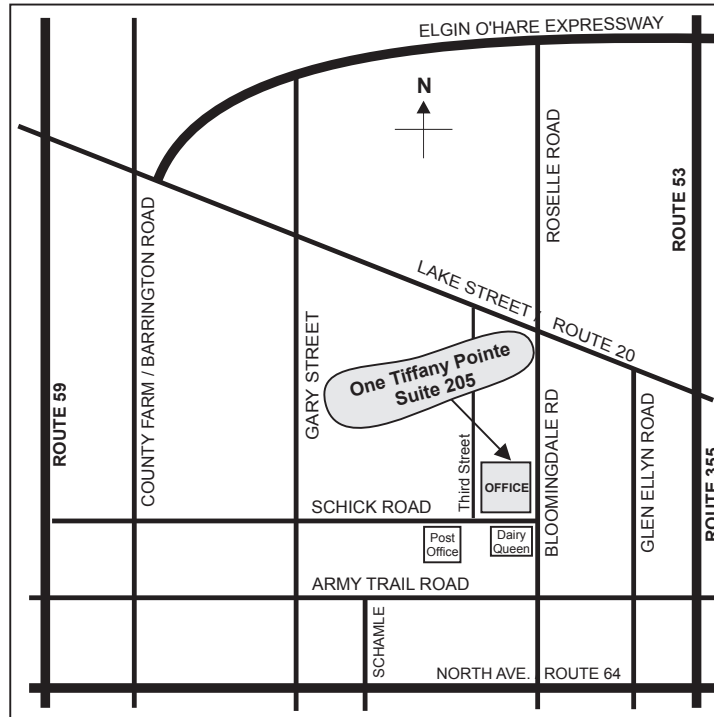 ELGIN O'HARE EXPRESSWAY
N
ROSELLE ROAD
ROUTE 53
COUNTY FARM / BARRINGTON ROAD
LAKE STREET / ROUTE 20
GARY STREET
One Tiffany Pointe
Suite 205
ROUTE 59
Third Street
OFFICE
BLOOMINGDALE RD
GLEN ELLYN ROAD
ROUTE 355
SCHICK ROAD
Post
Office
Dairy
Queen
ARMY TRAIL ROAD
SCHAMLE
NORTH AVE. ROUTE 64